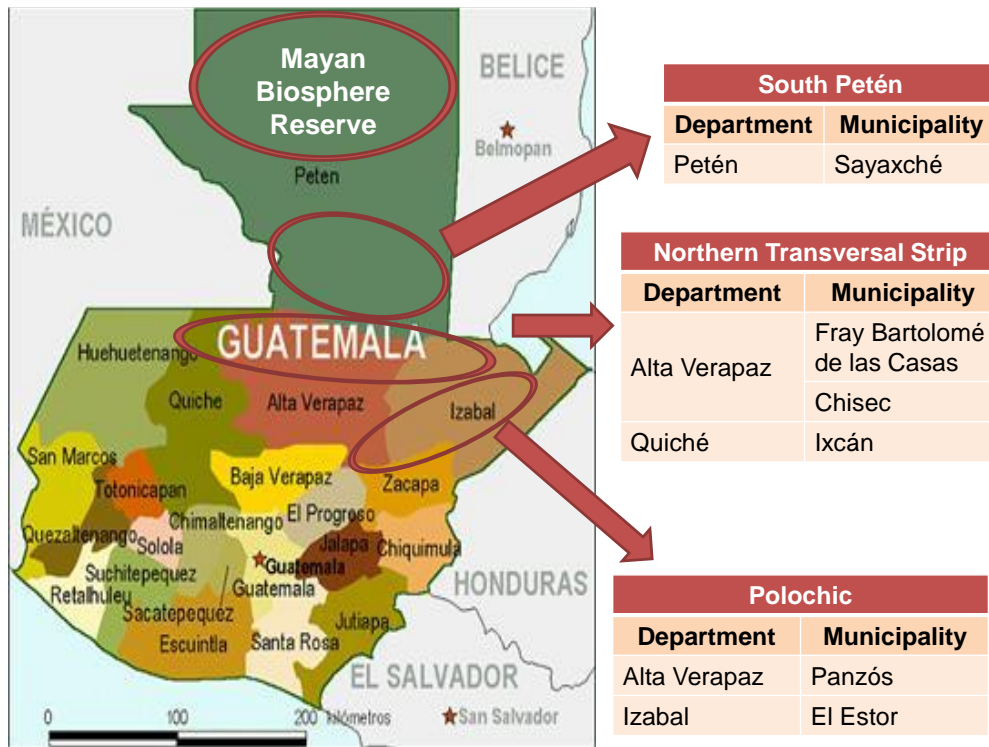 Mayan
Biosphere
Reserve
BELICE
Belmopan
Peten
MÉXICO
GUATEMALA
Huehuetenango
Quiche
Alta Verapaz
Izabal
San Marcos
Totonicapan
Baja Verapaz
Zacapa
Quezaltenango
Solola
Chimaltenango
El Progroso
Jalapa
Chiquimula
Suchitepequez
Guatemala
Guatemala
Retalhuleu
Sacatepequez
Escuintla
Santa Rosa
Jutiapa
HONDURAS
EL SALVADOR
San Salvador
0 100 200 kilómetros
South Petén
Department Municipality
Petén Sayaxché
Northern Transversal Strip
Department Municipality
Alta Verapaz Fray Bartolomé
de las Casas
Chisec
Quiché Ixcán
Polochic
Department Municipality
Alta Verapaz Panzós
Izabal El Estor